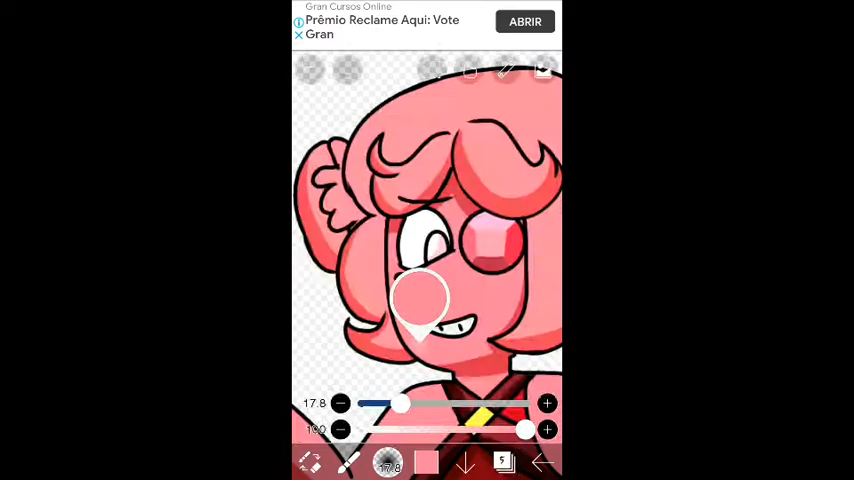 Gran Cursos Online
Prêmio Reclame Aqui: Vote
Gran
ABRIR
17.8
100
17.8
5